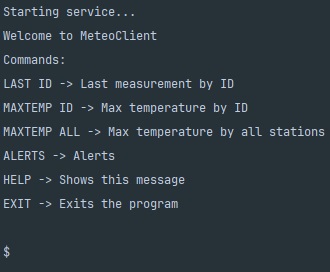 Starting service...
Welcome to MeteoClient
Commands:
LAST ID -> Last measurement by ID
MAXTEMP ID -> Max temperature by ID
MAXTEMP ALL -> Max temperature by all stations
ALERTS -> Alerts
HELP -> Shows this message
EXIT -> Exits the program
$